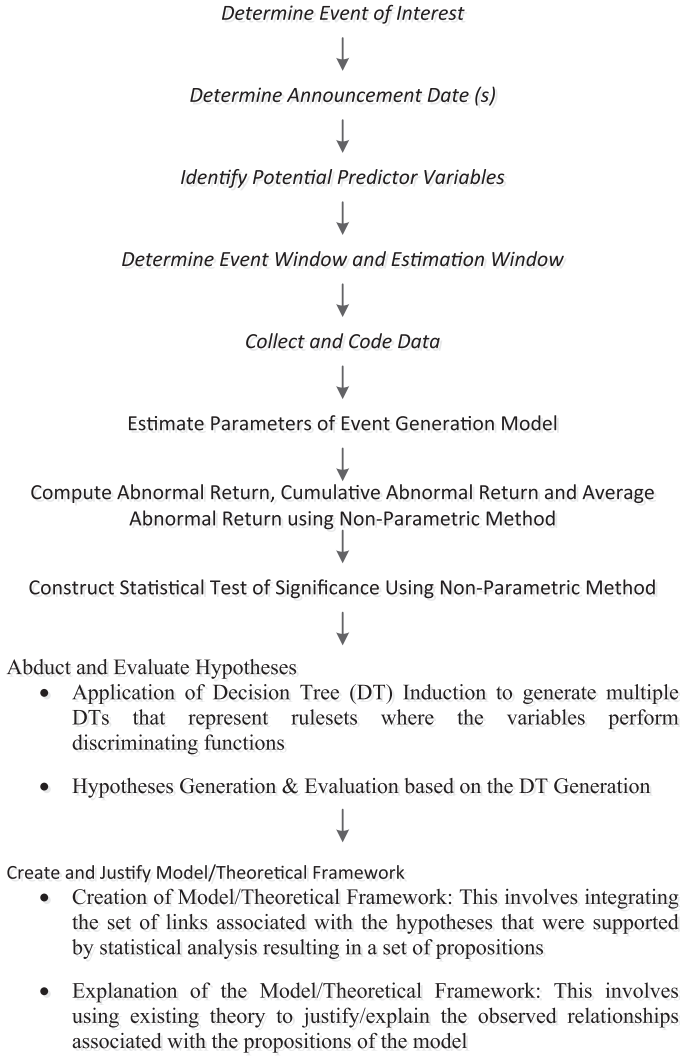 Determine Event of Interest
Determine Announcement Date (s)
Identify Potential Predictor Variables
Determine Event Window and Estimation Window
Collect and Code Data
Estimate Parameters of Event Generation Model
Compute Abnormal Return, Cumulative Abnormal Return and Average
Abnormal Return using Non-Parametric Method
Construct Statistical Test of Significance Using Non-Parametric Method
Abduct and Evaluate Hypotheses
• Application of Decision Tree (DT) Induction to generate multiple
DTs that represent rulesets where the variables perform
discriminating functions
• Hypotheses Generation & Evaluation based on the DT Generation
Create and Justify Model/Theoretical Framework
• Creation of Model/Theoretical Framework: This involves integrating
the set of links associated with the hypotheses that were supported
by statistical analysis resulting in a set of propositions
• Explanation of the Model/Theoretical Framework: This involves
using existing theory to justify/explain the observed relationships
associated with the propositions of the model